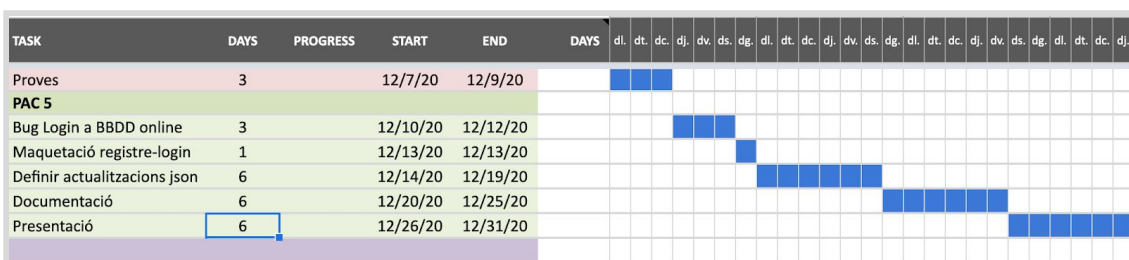 TASK DAYS PROGRESS START END DAYS dl. dt. dc. dj. dv. ds. dg. dl. dt. dc. dj. dv. ds. dg. dl. dt. dc. dj. dv. ds. dg. dl. dt. dc. dj.
Proves 3 12/7/20 12/9/20
PAC 5
Bug Login a BBDD online 3 12/10/20 12/12/20
Maquetació registre-login 1 12/13/20 12/13/20
Definir actualitzacions json 6 12/14/20 12/19/20
Documentació 6 12/20/20 12/25/20
Presentació 6 12/26/20 12/31/20